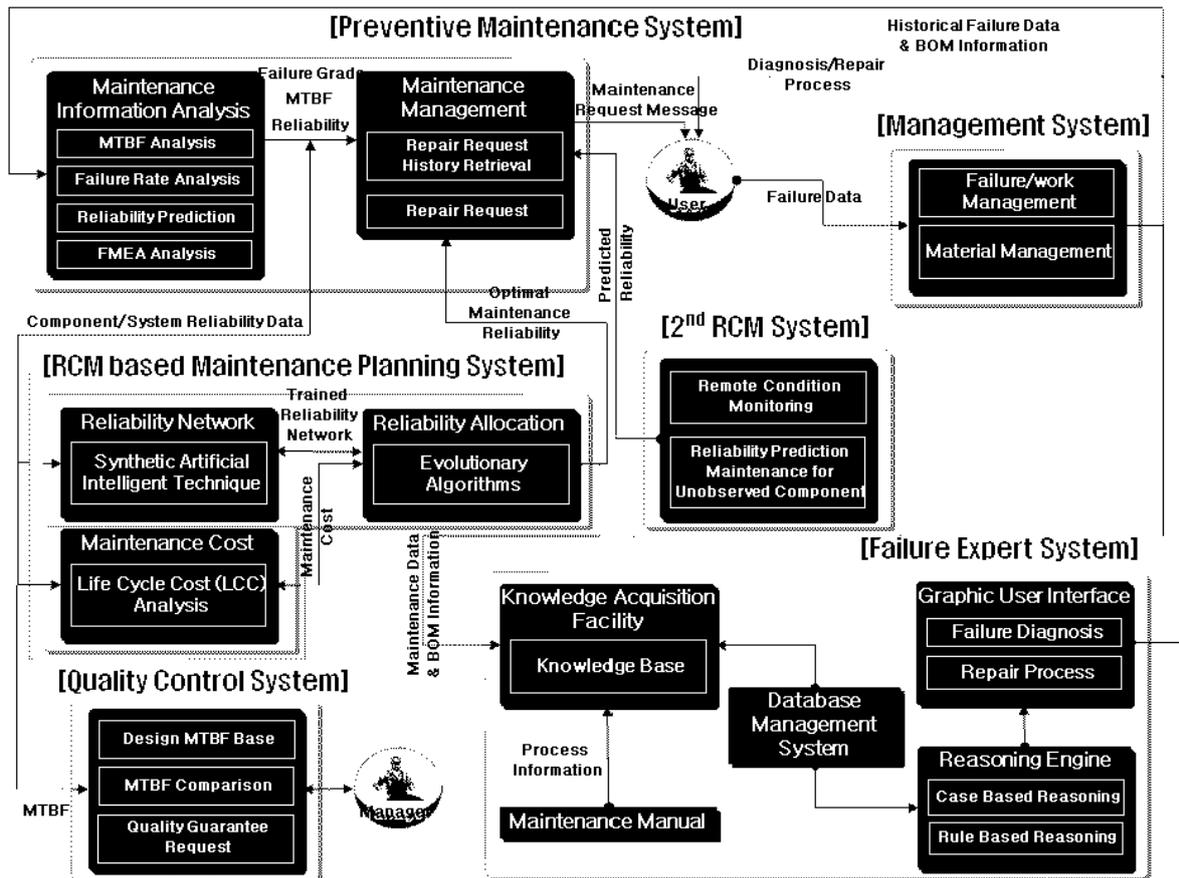 [Preventive Maintenance System]
Historical Failure Data
& BOM Information
Maintenance
Information Analysis
MTBF Analysis
Failure Rate Analysis
Reliability Prediction
FMEA Analysis
Failure Grade
MTBF
Reliability
Maintenance
Management
Repair Request
History Retrieval
Repair Request
Maintenance
Request Message
Diagnosis/Repair
Process
User
Failure Data
[Management System]
Failure/work
Management
Material Management
Component/System Reliability Data
Optimal
Maintenance
Reliability
Predicted
Reliability
[2nd RCM System]
Remote Condition
Monitoring
Reliability Prediction
Maintenance for
Unobserved Component
[RCM based Maintenance Planning System]
Reliability Network
Synthetic Artificial
Intelligent Technique
Trained
Reliability
Network
Reliability Allocation
Evolutionary
Algorithms
Maintenance Cost
Life Cycle Cost (LCC)
Analysis
Maintenance
Cost
Maintenance Data
& BOM Information
[Failure Expert System]
Knowledge Acquisition
Facility
Knowledge Base
Graphic User Interface
Failure Diagnosis
Repair Process
Database
Management
System
Process
Information
Maintenance Manual
Reasoning Engine
Case Based Reasoning
Rule Based Reasoning
[Quality Control System]
Design MTBF Base
MTBF Comparison
Quality Guarantee
Request
MTBF
Manager